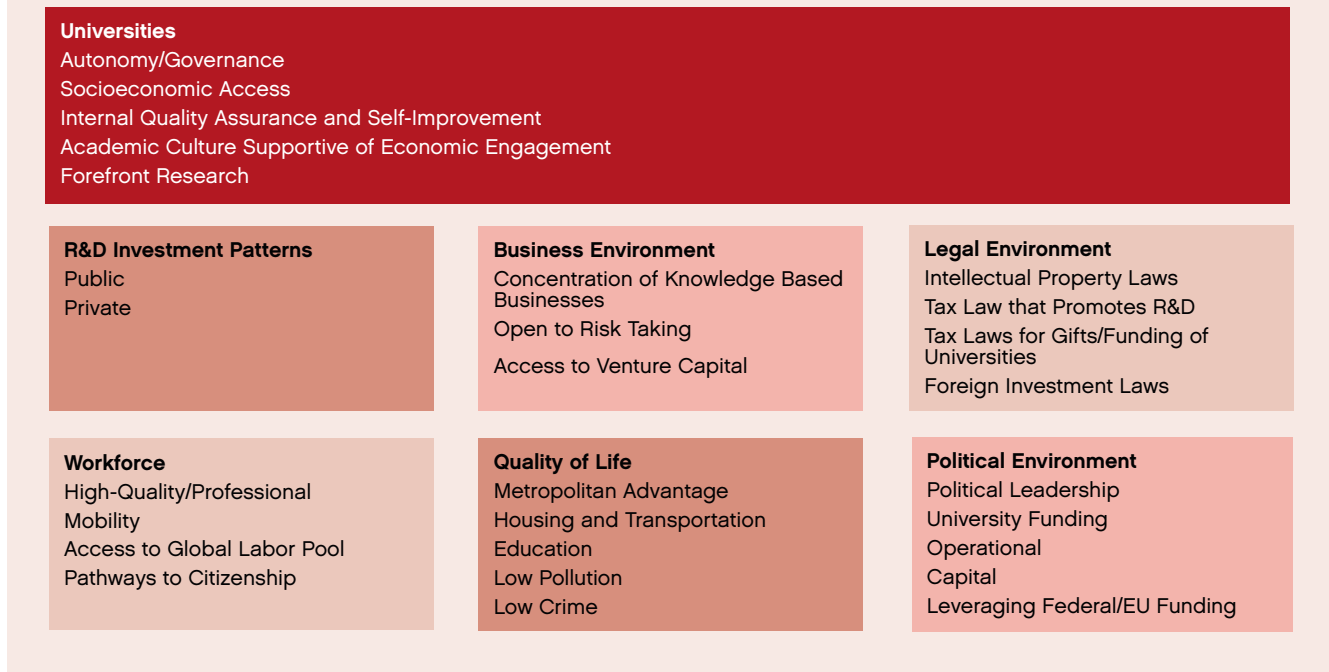 Universities
Autonomy/Governance
Socioeconomic Access
Internal Quality Assurance and Self-Improvement
Academic Culture Supportive of Economic Engagement
Forefront Research
R&D Investment Patterns
Public
Private
Business Environment
Concentration of Knowledge Based
Businesses
Open to Risk Taking
Access to Venture Capital
Legal Environment
Intellectual Property Laws
Tax Law that Promotes R&D
Tax Laws for Gifts/Funding of
Universities
Foreign Investment Laws
Workforce
High-Quality/Professional
Mobility
Access to Global Labor Pool
Pathways to Citizenship
Quality of Life
Metropolitan Advantage
Housing and Transportation
Education
Low Pollution
Low Crime
Political Environment
Political Leadership
University Funding
Operational
Capital
Leveraging Federal/EU Funding